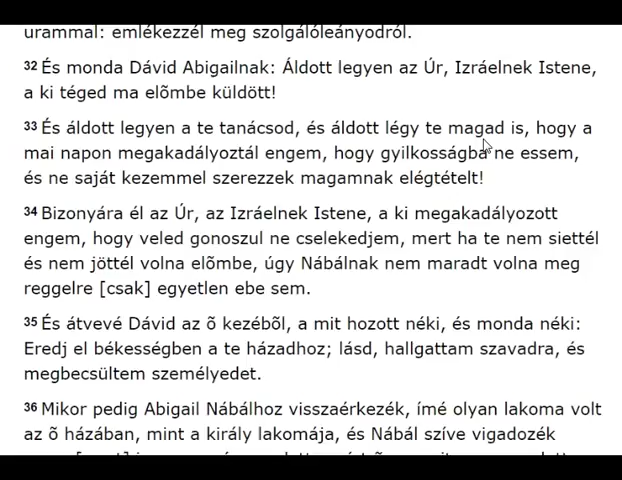 urammal: emlékezzél meg szolgálóleányodról.
32 És monda Dávid Abigailnak: Áldott legyen az Úr, Izráelnek Istene,
a ki téged ma elõmbe küldött!
33 És áldott legyen a te tanácsod, és áldott légy te magad is, hogy a
mai napon megakadályoztál engem, hogy gyilkosságba ne essem,
és ne saját kezemmel szerezzek magamnak elégtételt!
34 Bizonyára él az Úr, az Izráelnek Istene, a ki megakadályozott
engem, hogy veled gonoszul ne cselekedjem, mert ha te nem siettél
és nem jöttél volna elõmbe, úgy Nábálnak nem maradt volna meg
reggelre [csak] egyetlen ebe sem.
35 És átvevé Dávid az õ kezébõl, a mit hozott néki, és monda néki:
Eredj el békességben a te házadhoz; lásd, hallgattam szavadra, és
megbecsültem személyedet.
36 Mikor pedig Abigail Nábálhoz visszaérkezék, ímé olyan lakoma volt
az õ házában, mint a király lakomája, és Nábál szíve vigadozék